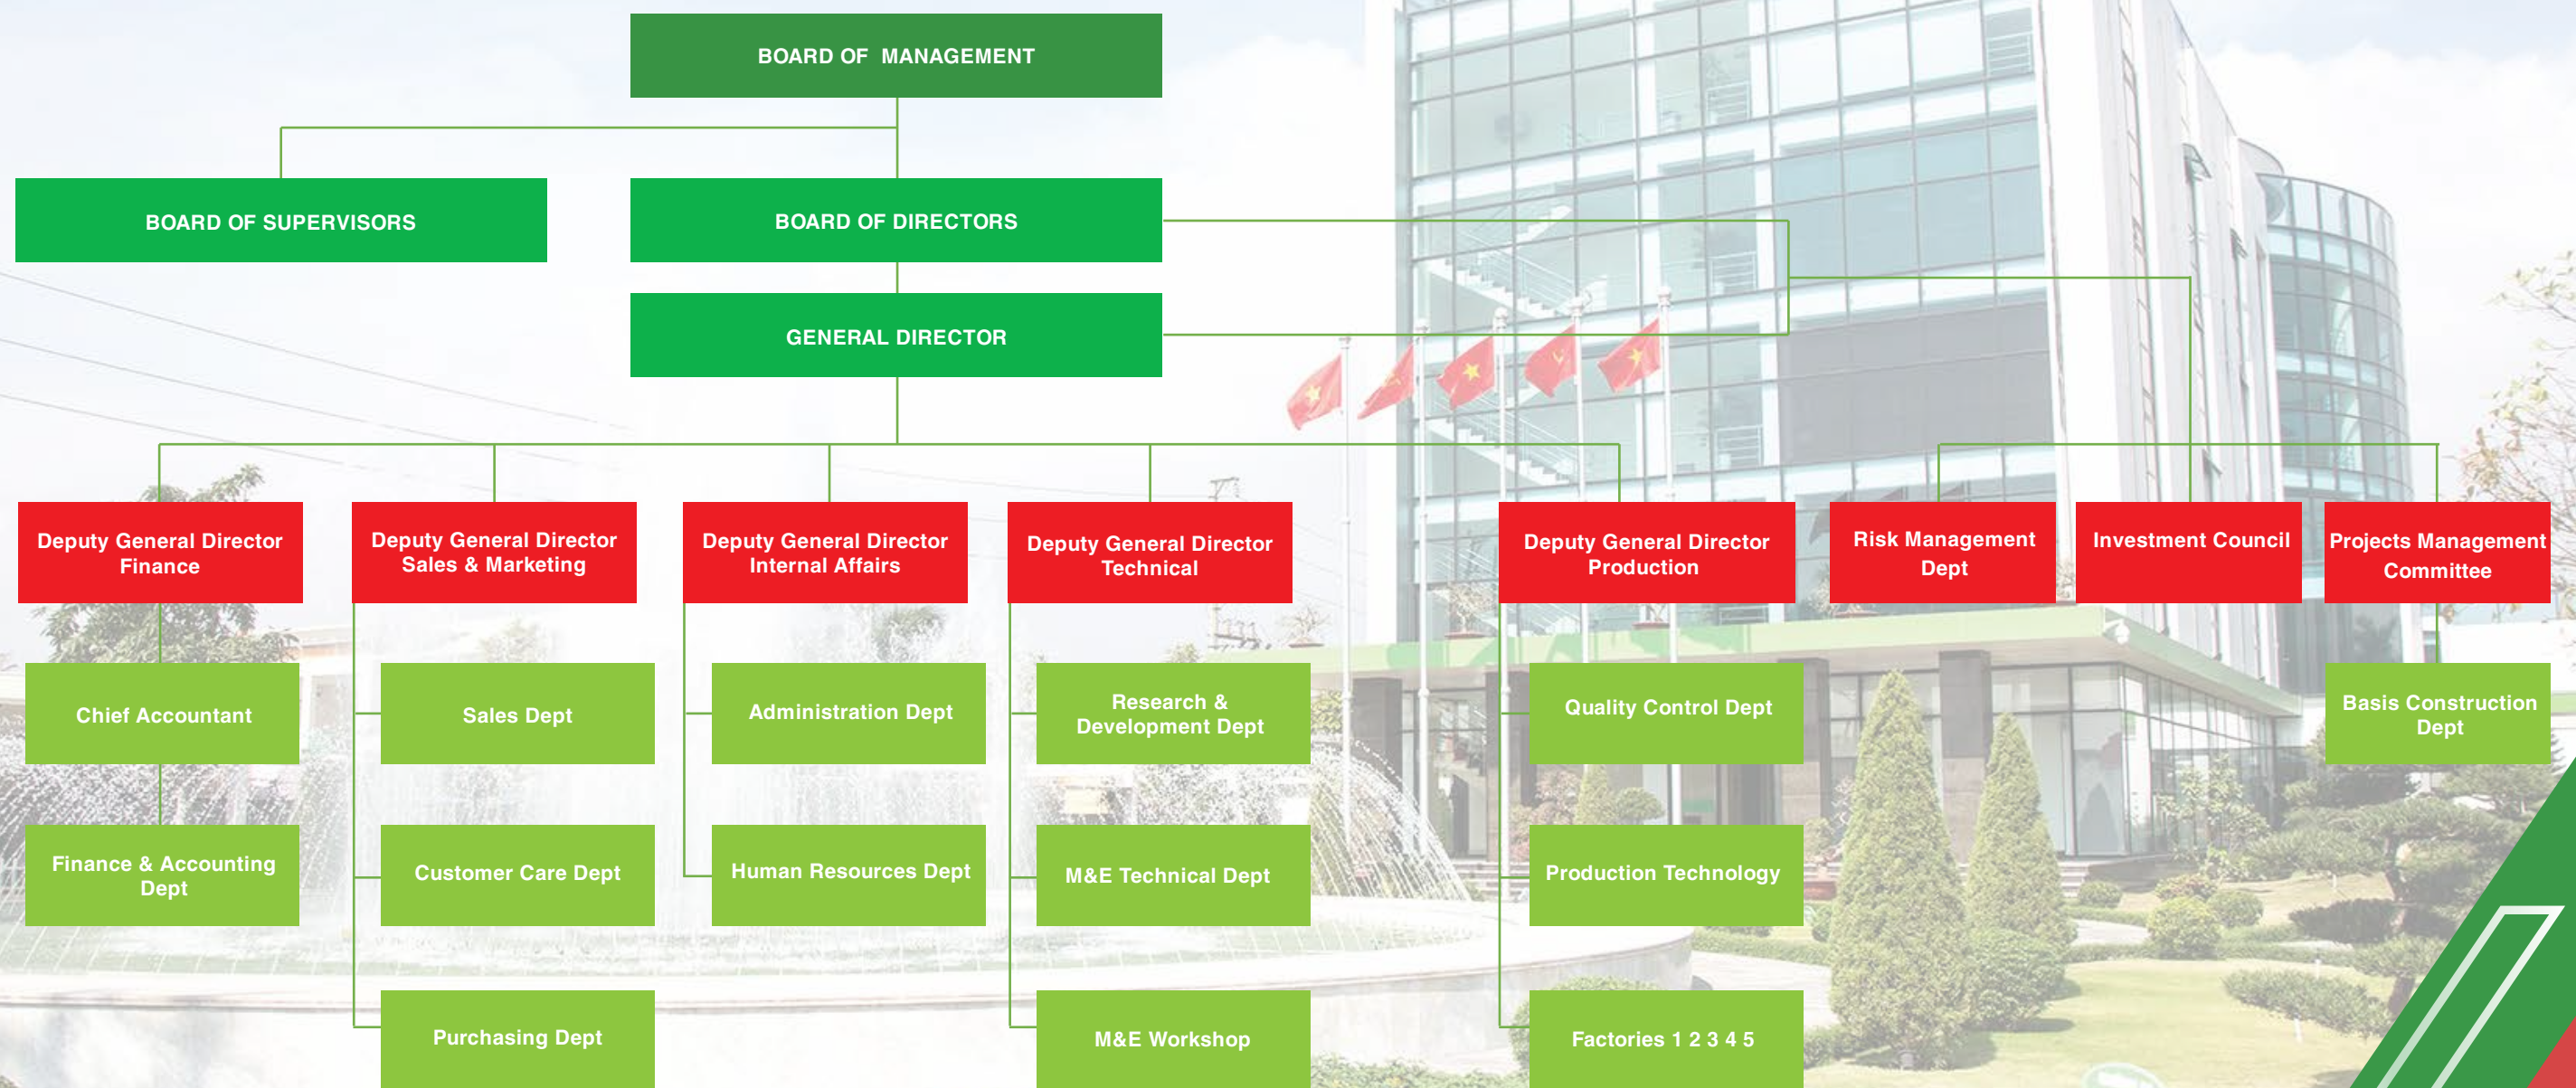 BOARD OF MANAGEMENT
BOARD OF SUPERVISORS
BOARD OF DIRECTORS
GENERAL DIRECTOR
Deputy General Director
Finance
Deputy General Director
Sales & Marketing
Deputy General Director
Internal Affairs
Deputy General Director
Technical
Deputy General Director
Production
Risk Management
Dept
Investment Council
Projects Management
Committee
Chief Accountant
Sales Dept
Administration Dept
Research &
Development Dept
Quality Control Dept
Basis Construction
Dept
Finance & Accounting
Dept
Customer Care Dept
Human Resources Dept
M&E Technical Dept
Production Technology
Purchasing Dept
M&E Workshop
Factories 1 2 3 4 5